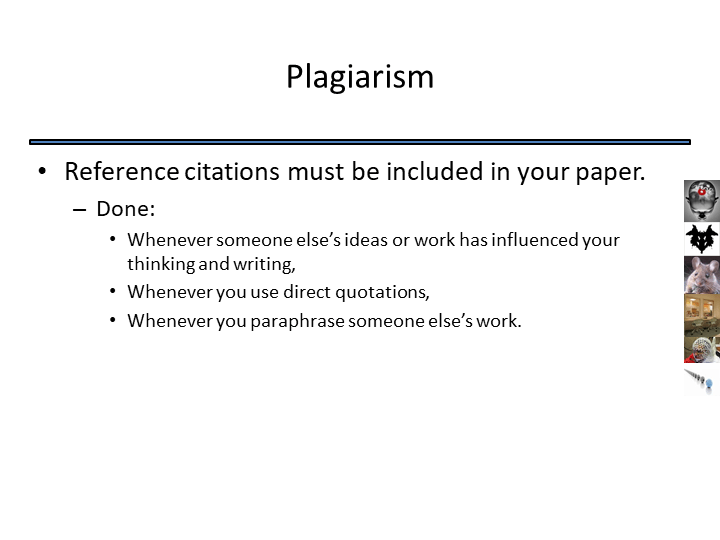 Plagiarism
• Reference citations must be included in your paper.
– Done:
• Whenever someone else’s ideas or work has influenced your
thinking and writing,
• Whenever you use direct quotations,
• Whenever you paraphrase someone else’s work.